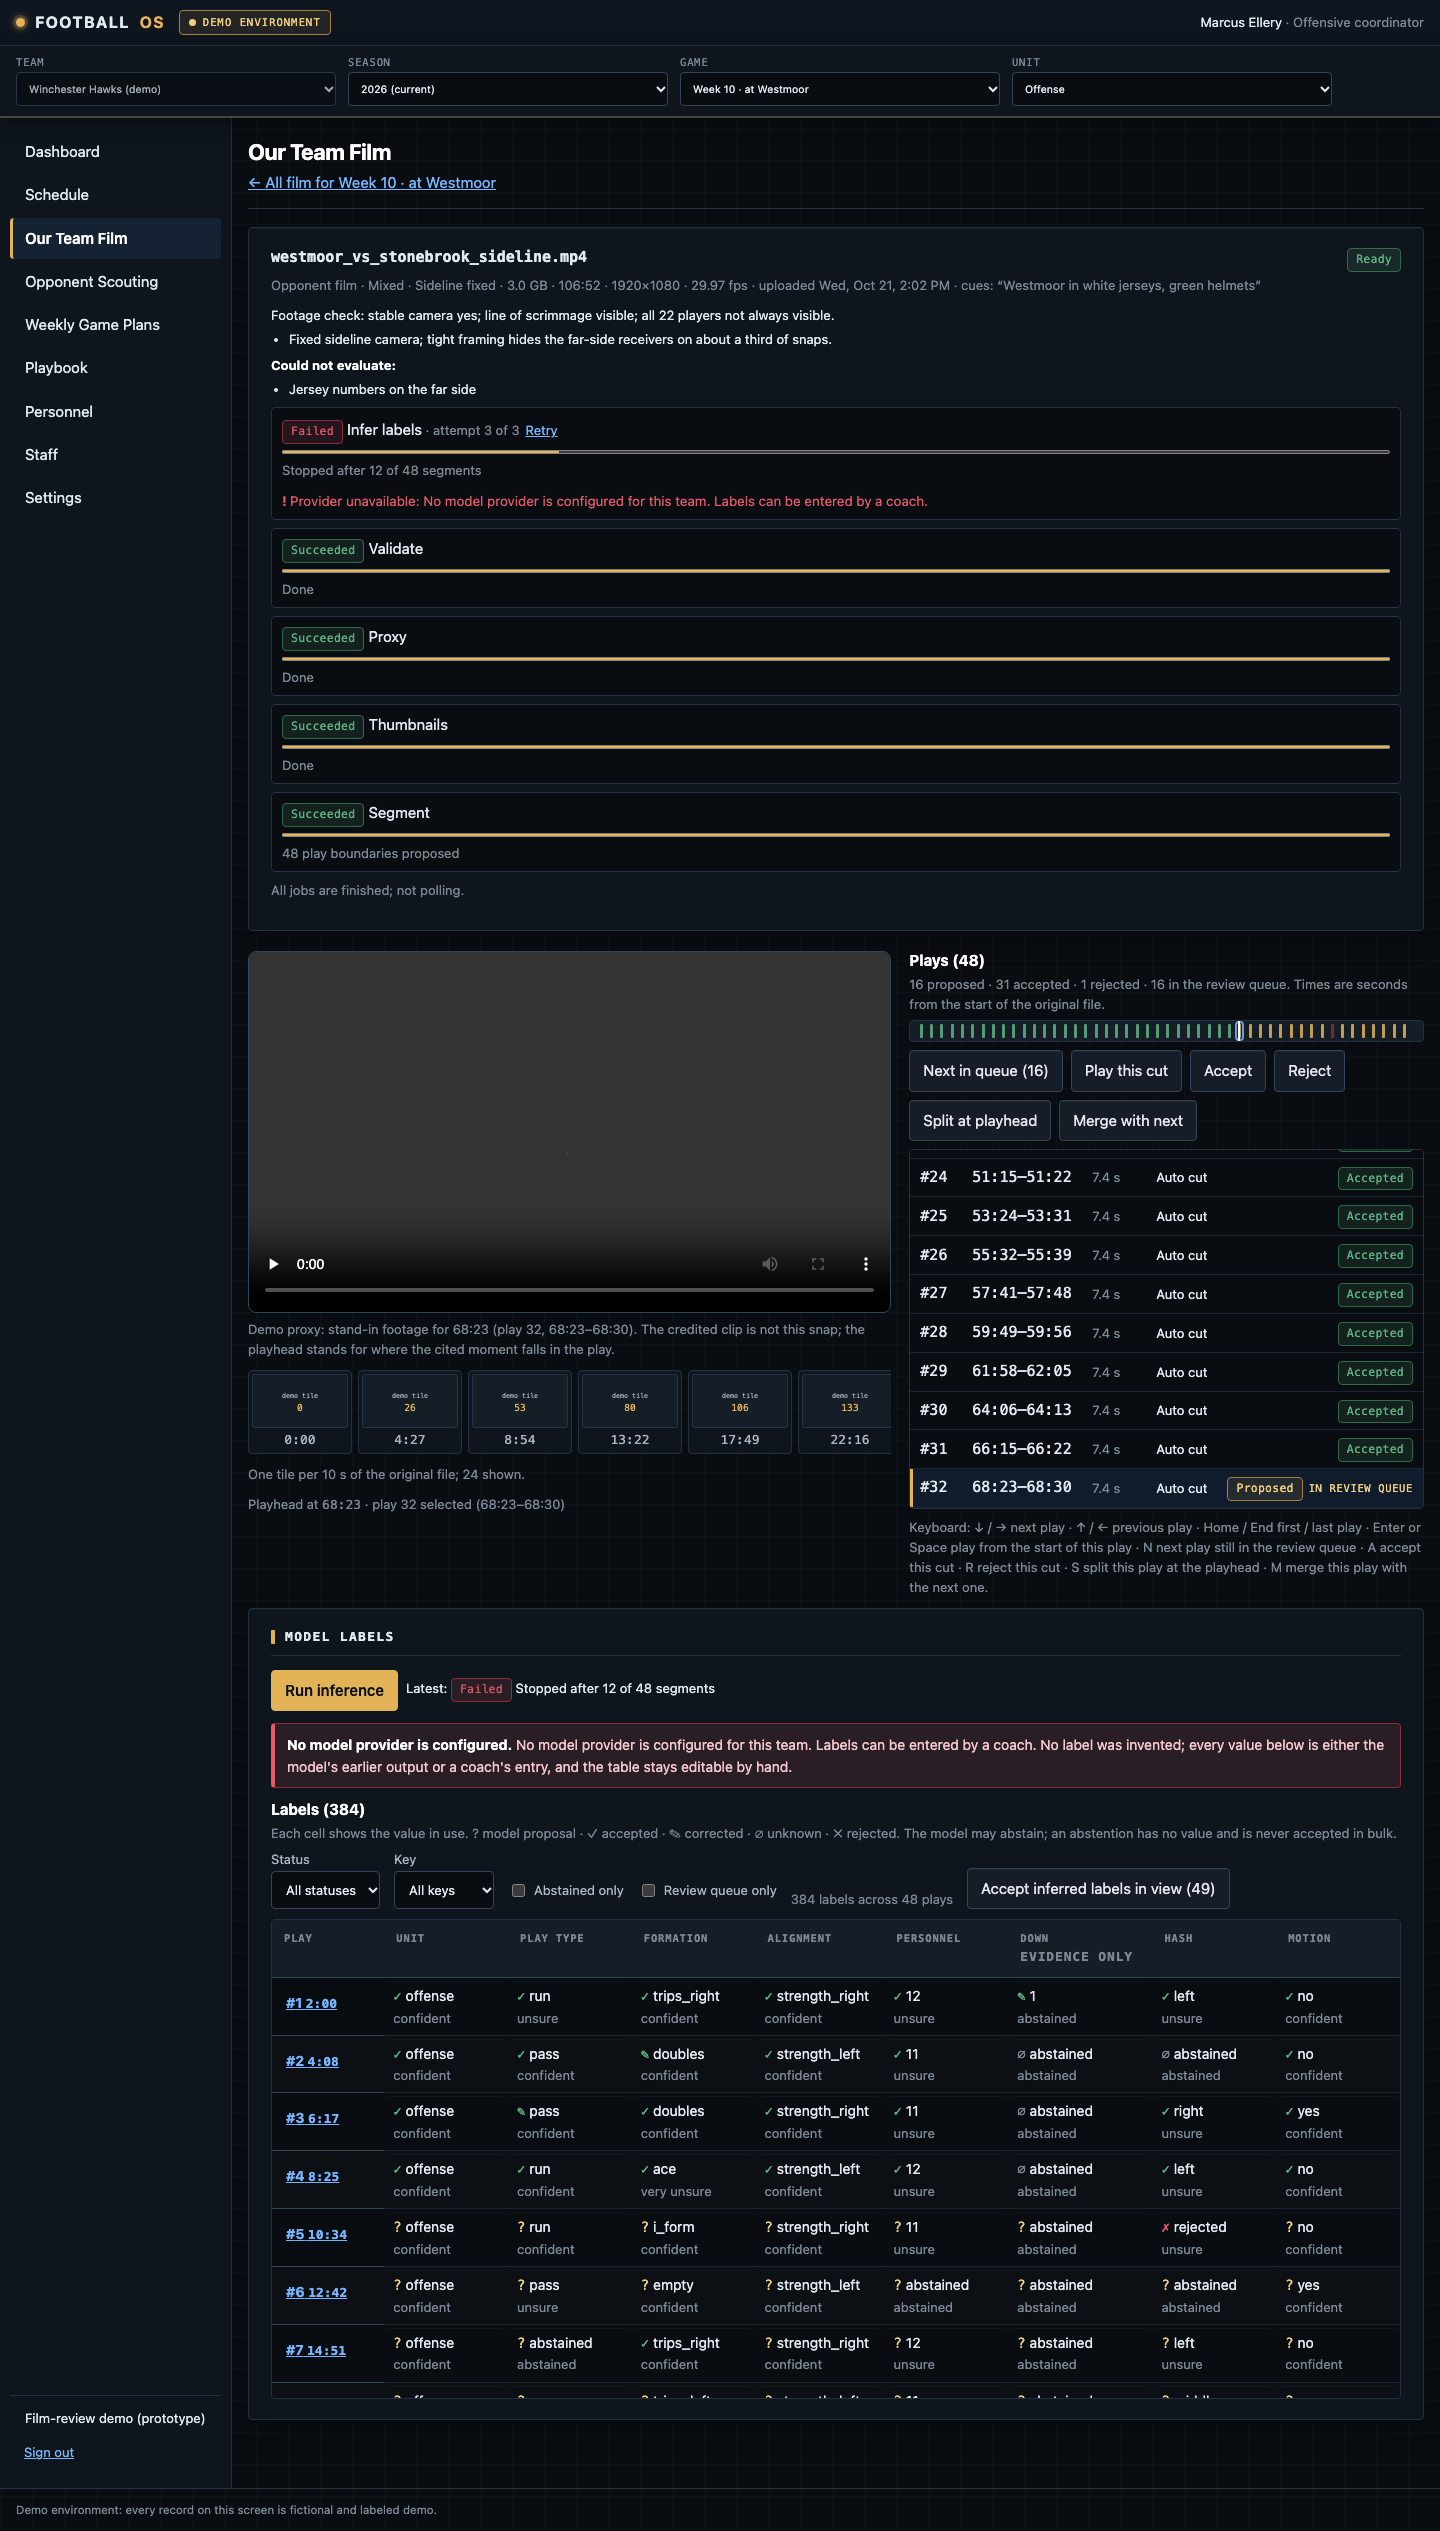 FOOTBALL OS
DEMO ENVIRONMENT
Marcus Ellery · Offensive coordinator
TEAM
Winchester Hawks (demo)
SEASON
2026 (current)
GAME
Week 10 · at Westmoor
UNIT
Offense
Dashboard
Schedule
Our Team Film
Opponent Scouting
Weekly Game Plans
Playbook
Personnel
Staff
Settings
Film-review demo (prototype)
Sign out
Our Team Film
← All film for Week 10 · at Westmoor
westmoor_vs_stonebrook_sideline.mp4
Ready
Opponent film · Mixed · Sideline fixed · 3.0 GB · 106:52 · 1920×1080 · 29.97 fps · uploaded Wed, Oct 21, 2:02 PM · cues: “Westmoor in white jerseys, green helmets”
Footage check: stable camera yes; line of scrimmage visible; all 22 players not always visible.
• Fixed sideline camera; tight framing hides the far-side receivers on about a third of snaps.
Could not evaluate:
• Jersey numbers on the far side
Failed Infer labels · attempt 3 of 3 Retry
Stopped after 12 of 48 segments
! Provider unavailable: No model provider is configured for this team. Labels can be entered by a coach.
Succeeded Validate
Done
Succeeded Proxy
Done
Succeeded Thumbnails
Done
Succeeded Segment
48 play boundaries proposed
All jobs are finished; not polling.
0:00
Demo proxy: stand-in footage for 68:23 (play 32, 68:23–68:30). The credited clip is not this snap; the
playhead stands for where the cited moment falls in the play.
demo tile 0 0:00
demo tile 26 4:27
demo tile 53 8:54
demo tile 80 13:22
demo tile 106 17:49
demo tile 133 22:16
One tile per 10 s of the original file; 24 shown.
Playhead at 68:23 · play 32 selected (68:23–68:30)
Plays (48)
16 proposed · 31 accepted · 1 rejected · 16 in the review queue. Times are seconds
from the start of the original file.
Next in queue (16)
Play this cut
Accept
Reject
Split at playhead
Merge with next
#24 51:15–51:22 7.4 s Auto cut Accepted
#25 53:24–53:31 7.4 s Auto cut Accepted
#26 55:32–55:39 7.4 s Auto cut Accepted
#27 57:41–57:48 7.4 s Auto cut Accepted
#28 59:49–59:56 7.4 s Auto cut Accepted
#29 61:58–62:05 7.4 s Auto cut Accepted
#30 64:06–64:13 7.4 s Auto cut Accepted
#31 66:15–66:22 7.4 s Auto cut Accepted
#32 68:23–68:30 7.4 s Auto cut Proposed IN REVIEW QUEUE
Keyboard: ↓ / → next play · ↑ / ← previous play · Home / End first / last play · Enter or
Space play from the start of this play · N next play still in the review queue · A accept
this cut · R reject this cut · S split this play at the playhead · M merge this play with
the next one.
MODEL LABELS
Run inference
Latest: Failed Stopped after 12 of 48 segments
No model provider is configured. No model provider is configured for this team. Labels can be entered by a coach. No label was invented; every value below is either the
model's earlier output or a coach's entry, and the table stays editable by hand.
Labels (384)
Each cell shows the value in use. ? model proposal · ✓ accepted · ✎ corrected · ∅ unknown · ✕ rejected. The model may abstain; an abstention has no value and is never accepted in bulk.
Status
All statuses
Key
All keys
Abstained only
Review queue only
384 labels across 48 plays
Accept inferred labels in view (49)
PLAY UNIT PLAY TYPE FORMATION ALIGNMENT PERSONNEL DOWN HASH MOTION
EVIDENCE ONLY
#1 2:00 ✓ offense ✓ run ✓ trips_right ✓ strength_right ✓ 12 ✎ 1 ✓ left ✓ no
confident unsure confident confident unsure abstained unsure confident
#2 4:08 ✓ offense ✓ pass ✎ doubles ✓ strength_left ✓ 11 ∅ abstained ∅ abstained ✓ no
confident confident confident confident unsure abstained abstained confident
#3 6:17 ✓ offense ✎ pass ✓ doubles ✓ strength_right ✓ 11 ∅ abstained ✓ right ✓ yes
confident confident confident confident unsure abstained unsure confident
#4 8:25 ✓ offense ✓ run ✓ ace ✓ strength_left ✓ 12 ∅ abstained ✓ left ✓ no
confident confident very unsure confident unsure abstained unsure confident
#5 10:34 ? offense ? run ? i_form ? strength_right ? 11 ? abstained ✗ rejected ? no
confident confident confident confident unsure abstained unsure confident
#6 12:42 ? offense ? pass ? empty ? strength_left ? abstained ? abstained ? abstained ? yes
confident unsure confident confident abstained abstained abstained confident
#7 14:51 ? offense ? abstained ✓ trips_right ? strength_right ? 12 ? abstained ? left ? no
confident abstained confident confident unsure abstained unsure confident
Demo environment: every record on this screen is fictional and labeled demo.